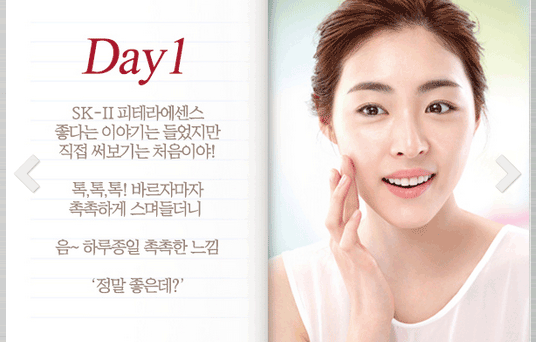 Day 1
SK-II 피테라에센스
좋다는 이야기는 들었지만
직접 써보기는 처음이야!
톡,톡,톡! 바르자마자
촉촉하게 스며들더니
음~ 하루종일 촉촉한 느낌
‘정말 좋은데?’